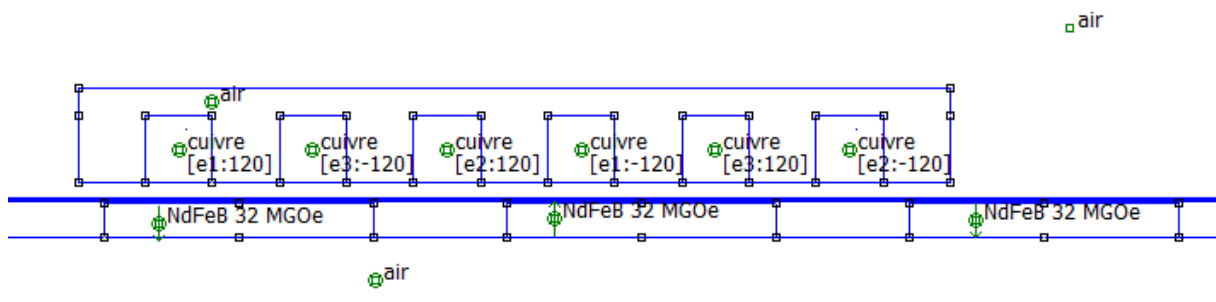 air
air
cuivre
[e1:120]
cuivre
[e3:-120]
cuivre
[e2:120]
cuivre
[e1:-120]
cuivre
[e3:120]
cuivre
[e2:-120]
NdFeB 32 MGOe
NdFeB 32 MGOe
NdFeB 32 MGOe
air